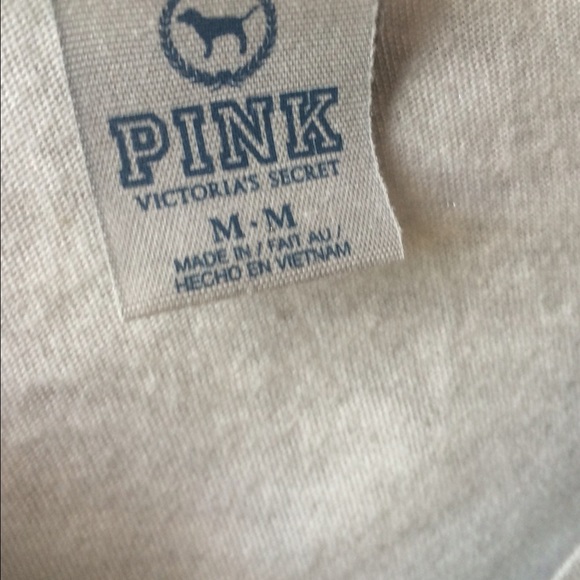 PINK
VICTORIA'S SECRET
M • M
MADE IN / FAIT AU /
HECHO EN VIETNAM